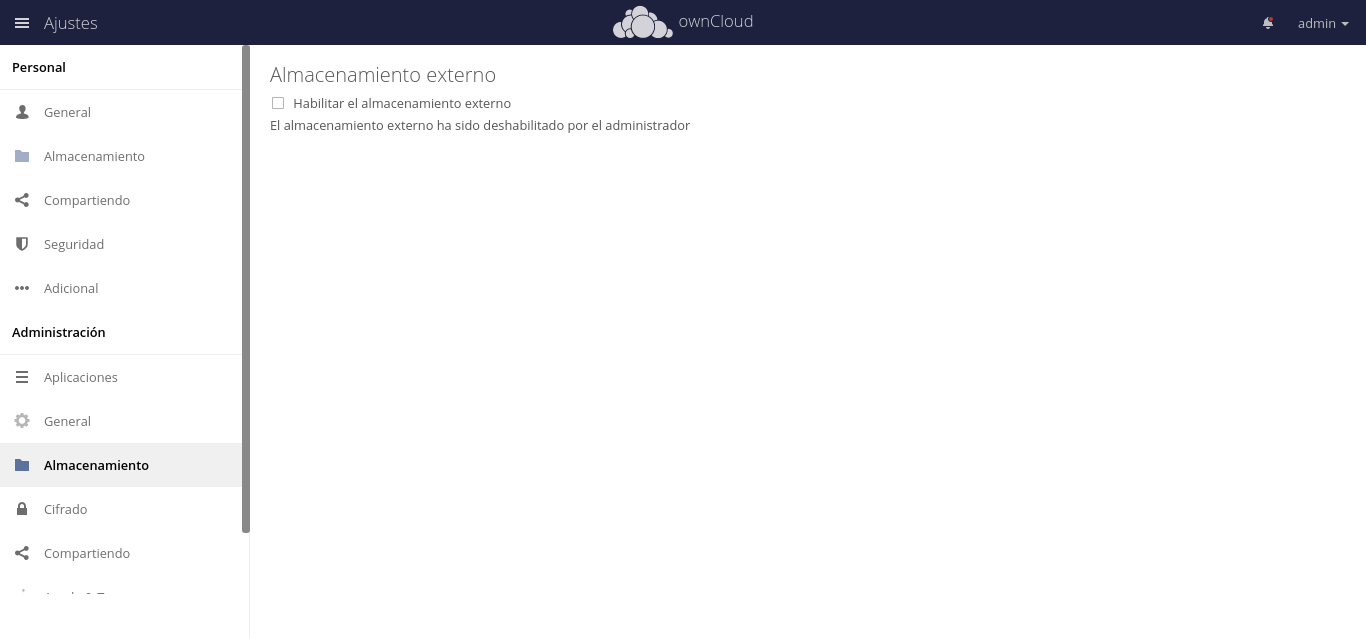 Ajustes
ownCloud
admin
Personal
General
Almacenamiento
Compartiendo
Seguridad
Adicional
Administración
Aplicaciones
General
Almacenamiento
Cifrado
Compartiendo
Almacenamiento externo
Habilitar el almacenamiento externo
El almacenamiento externo ha sido deshabilitado por el administrador